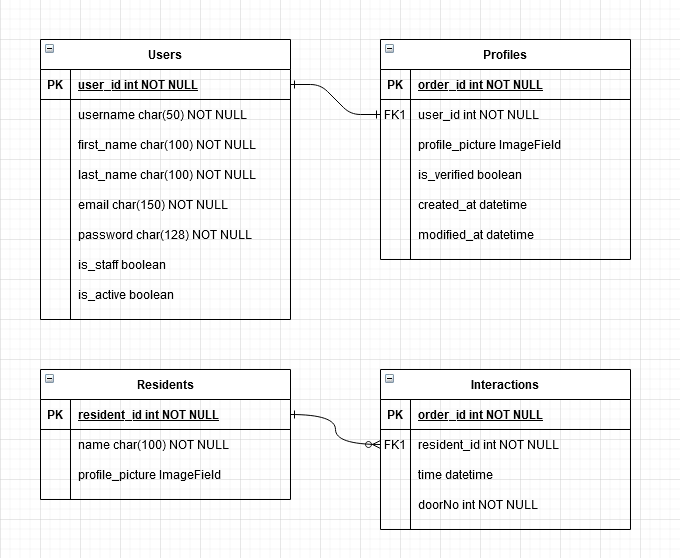 Users
PK user_id int NOT NULL
username char(50) NOT NULL
first_name char(100) NOT NULL
last_name char(100) NOT NULL
email char(150) NOT NULL
password char(128) NOT NULL
is_staff boolean
is_active boolean
Profiles
PK order_id int NOT NULL
FK1 user_id int NOT NULL
profile_picture ImageField
is_verified boolean
created_at datetime
modified_at datetime
Residents
PK resident_id int NOT NULL
name char(100) NOT NULL
profile_picture ImageField
Interactions
PK order_id int NOT NULL
FK1 resident_id int NOT NULL
time datetime
doorNo int NOT NULL